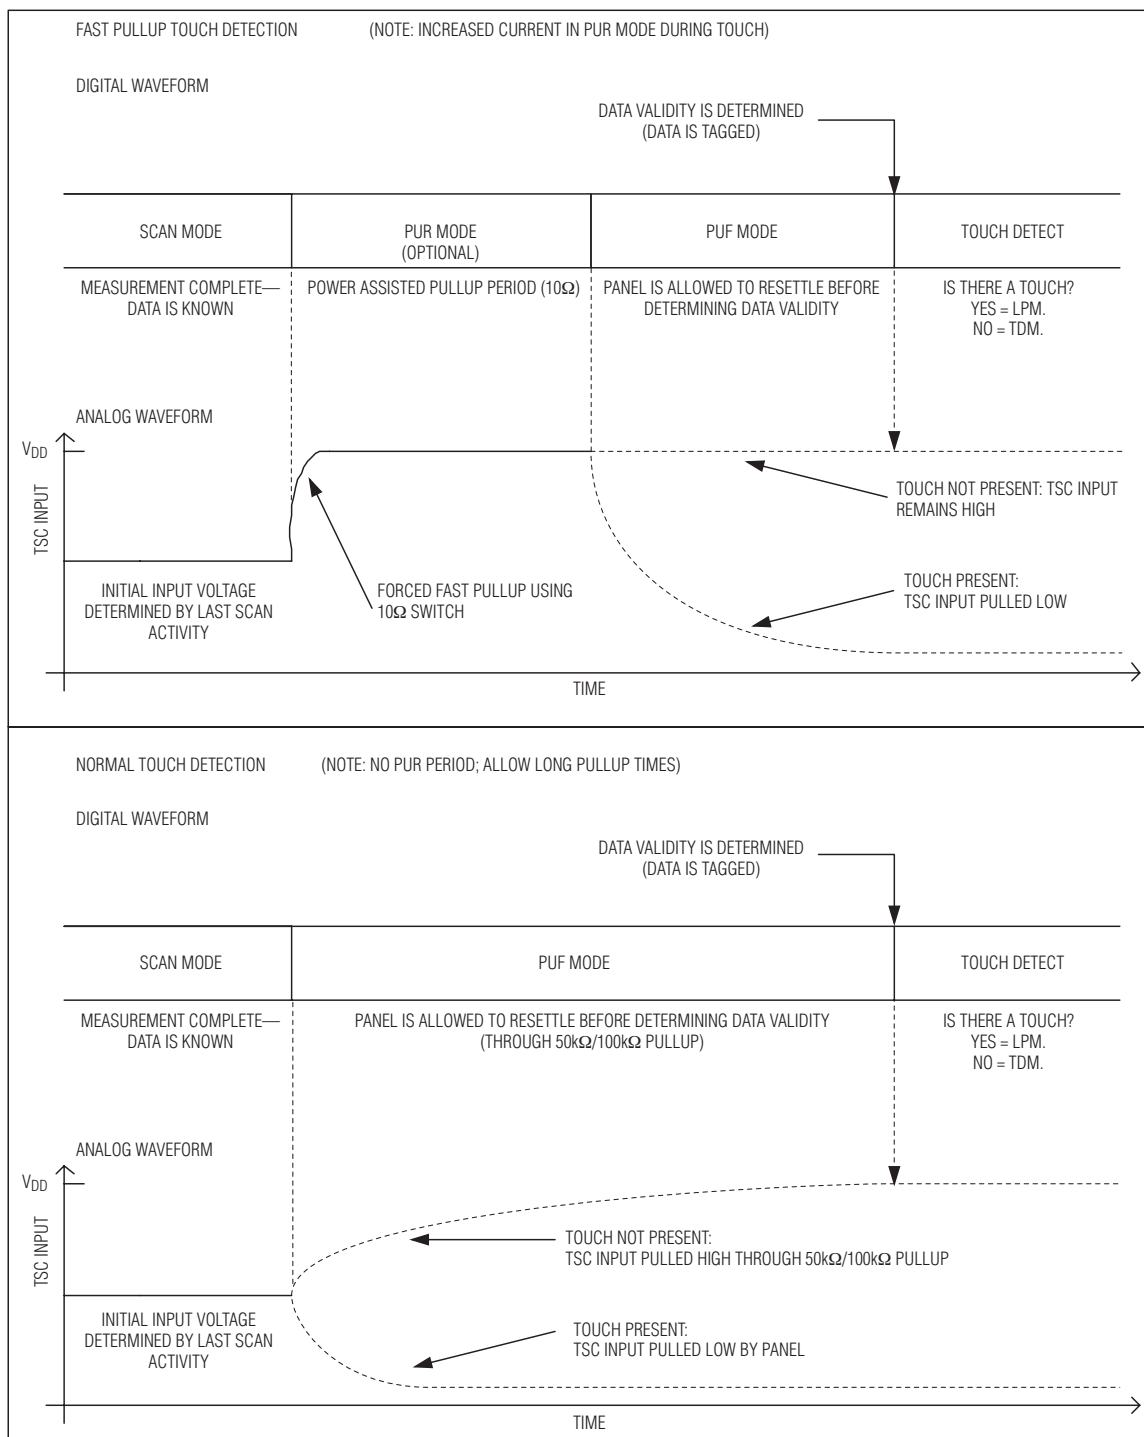 FAST PULLUP TOUCH DETECTION (NOTE: INCREASED CURRENT IN PUR MODE DURING TOUCH)
DIGITAL WAVEFORM
DATA VALIDITY IS DETERMINED
(DATA IS TAGGED)
SCAN MODE
PUR MODE
(OPTIONAL)
PUF MODE
TOUCH DETECT
MEASUREMENT COMPLETE—
DATA IS KNOWN
POWER ASSISTED PULLUP PERIOD (10Ω)
PANEL IS ALLOWED TO RESETTLE BEFORE
DETERMINING DATA VALIDITY
IS THERE A TOUCH?
YES = LPM.
NO = TDM.
ANALOG WAVEFORM
VDD
TSC INPUT
TOUCH NOT PRESENT: TSC INPUT
REMAINS HIGH
INITIAL INPUT VOLTAGE
DETERMINED BY LAST SCAN
ACTIVITY
FORCED FAST PULLUP USING
10Ω SWITCH
TOUCH PRESENT:
TSC INPUT PULLED LOW
TIME
NORMAL TOUCH DETECTION (NOTE: NO PUR PERIOD; ALLOW LONG PULLUP TIMES)
DIGITAL WAVEFORM
DATA VALIDITY IS DETERMINED
(DATA IS TAGGED)
SCAN MODE
PUF MODE
TOUCH DETECT
MEASUREMENT COMPLETE—
DATA IS KNOWN
PANEL IS ALLOWED TO RESETTLE BEFORE DETERMINING DATA VALIDITY
(THROUGH 50kΩ/100kΩ PULLUP)
IS THERE A TOUCH?
YES = LPM.
NO = TDM.
ANALOG WAVEFORM
VDD
TSC INPUT
TOUCH NOT PRESENT:
TSC INPUT PULLED HIGH THROUGH 50kΩ/100kΩ PULLUP
INITIAL INPUT VOLTAGE
DETERMINED BY LAST SCAN
ACTIVITY
TOUCH PRESENT:
TSC INPUT PULLED LOW BY PANEL
TIME